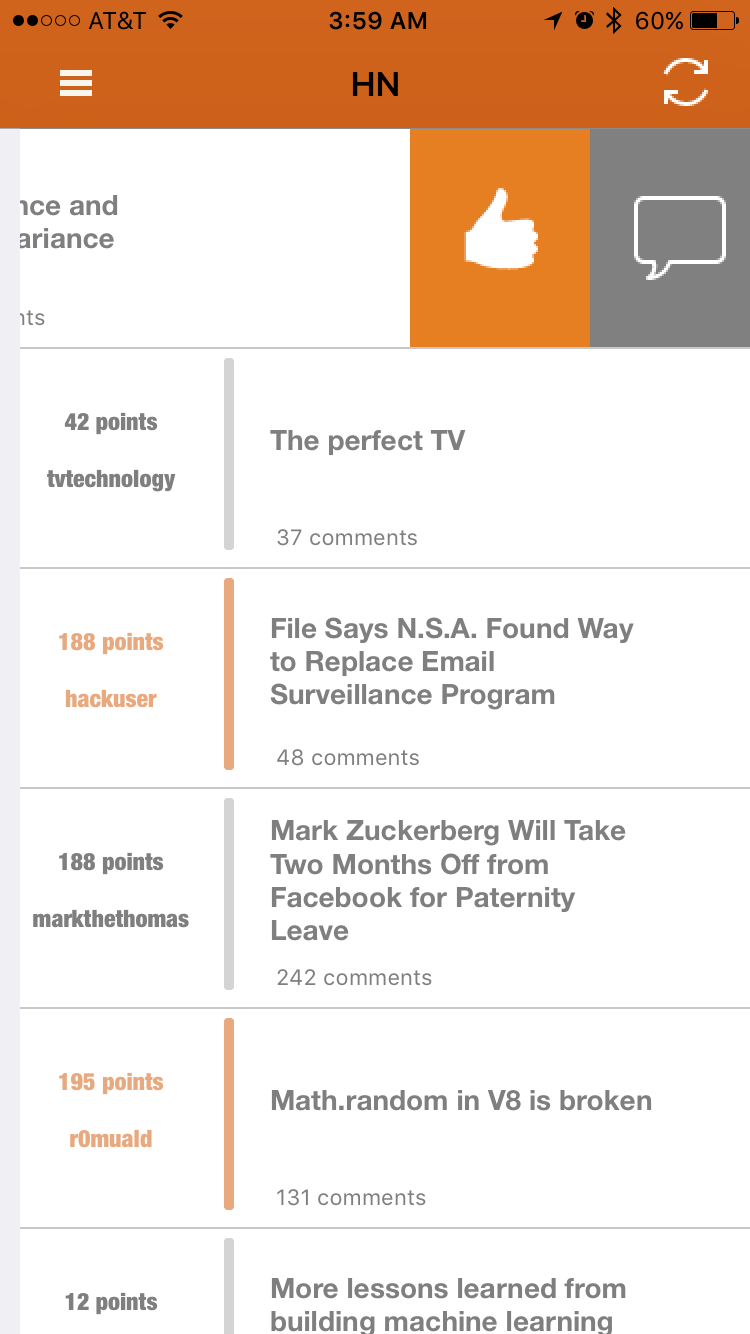 AT&T 3:59 AM 60%
HN
nce and
ariance
nts
42 points
tvtechnology
The perfect TV
37 comments
188 points
hackuser
File Says N.S.A. Found Way
to Replace Email
Surveillance Program
48 comments
188 points
markthethomas
Mark Zuckerberg Will Take
Two Months Off from
Facebook for Paternity
Leave
242 comments
195 points
r0muald
Math.random in V8 is broken
131 comments
12 points
More lessons learned from
building machine learning